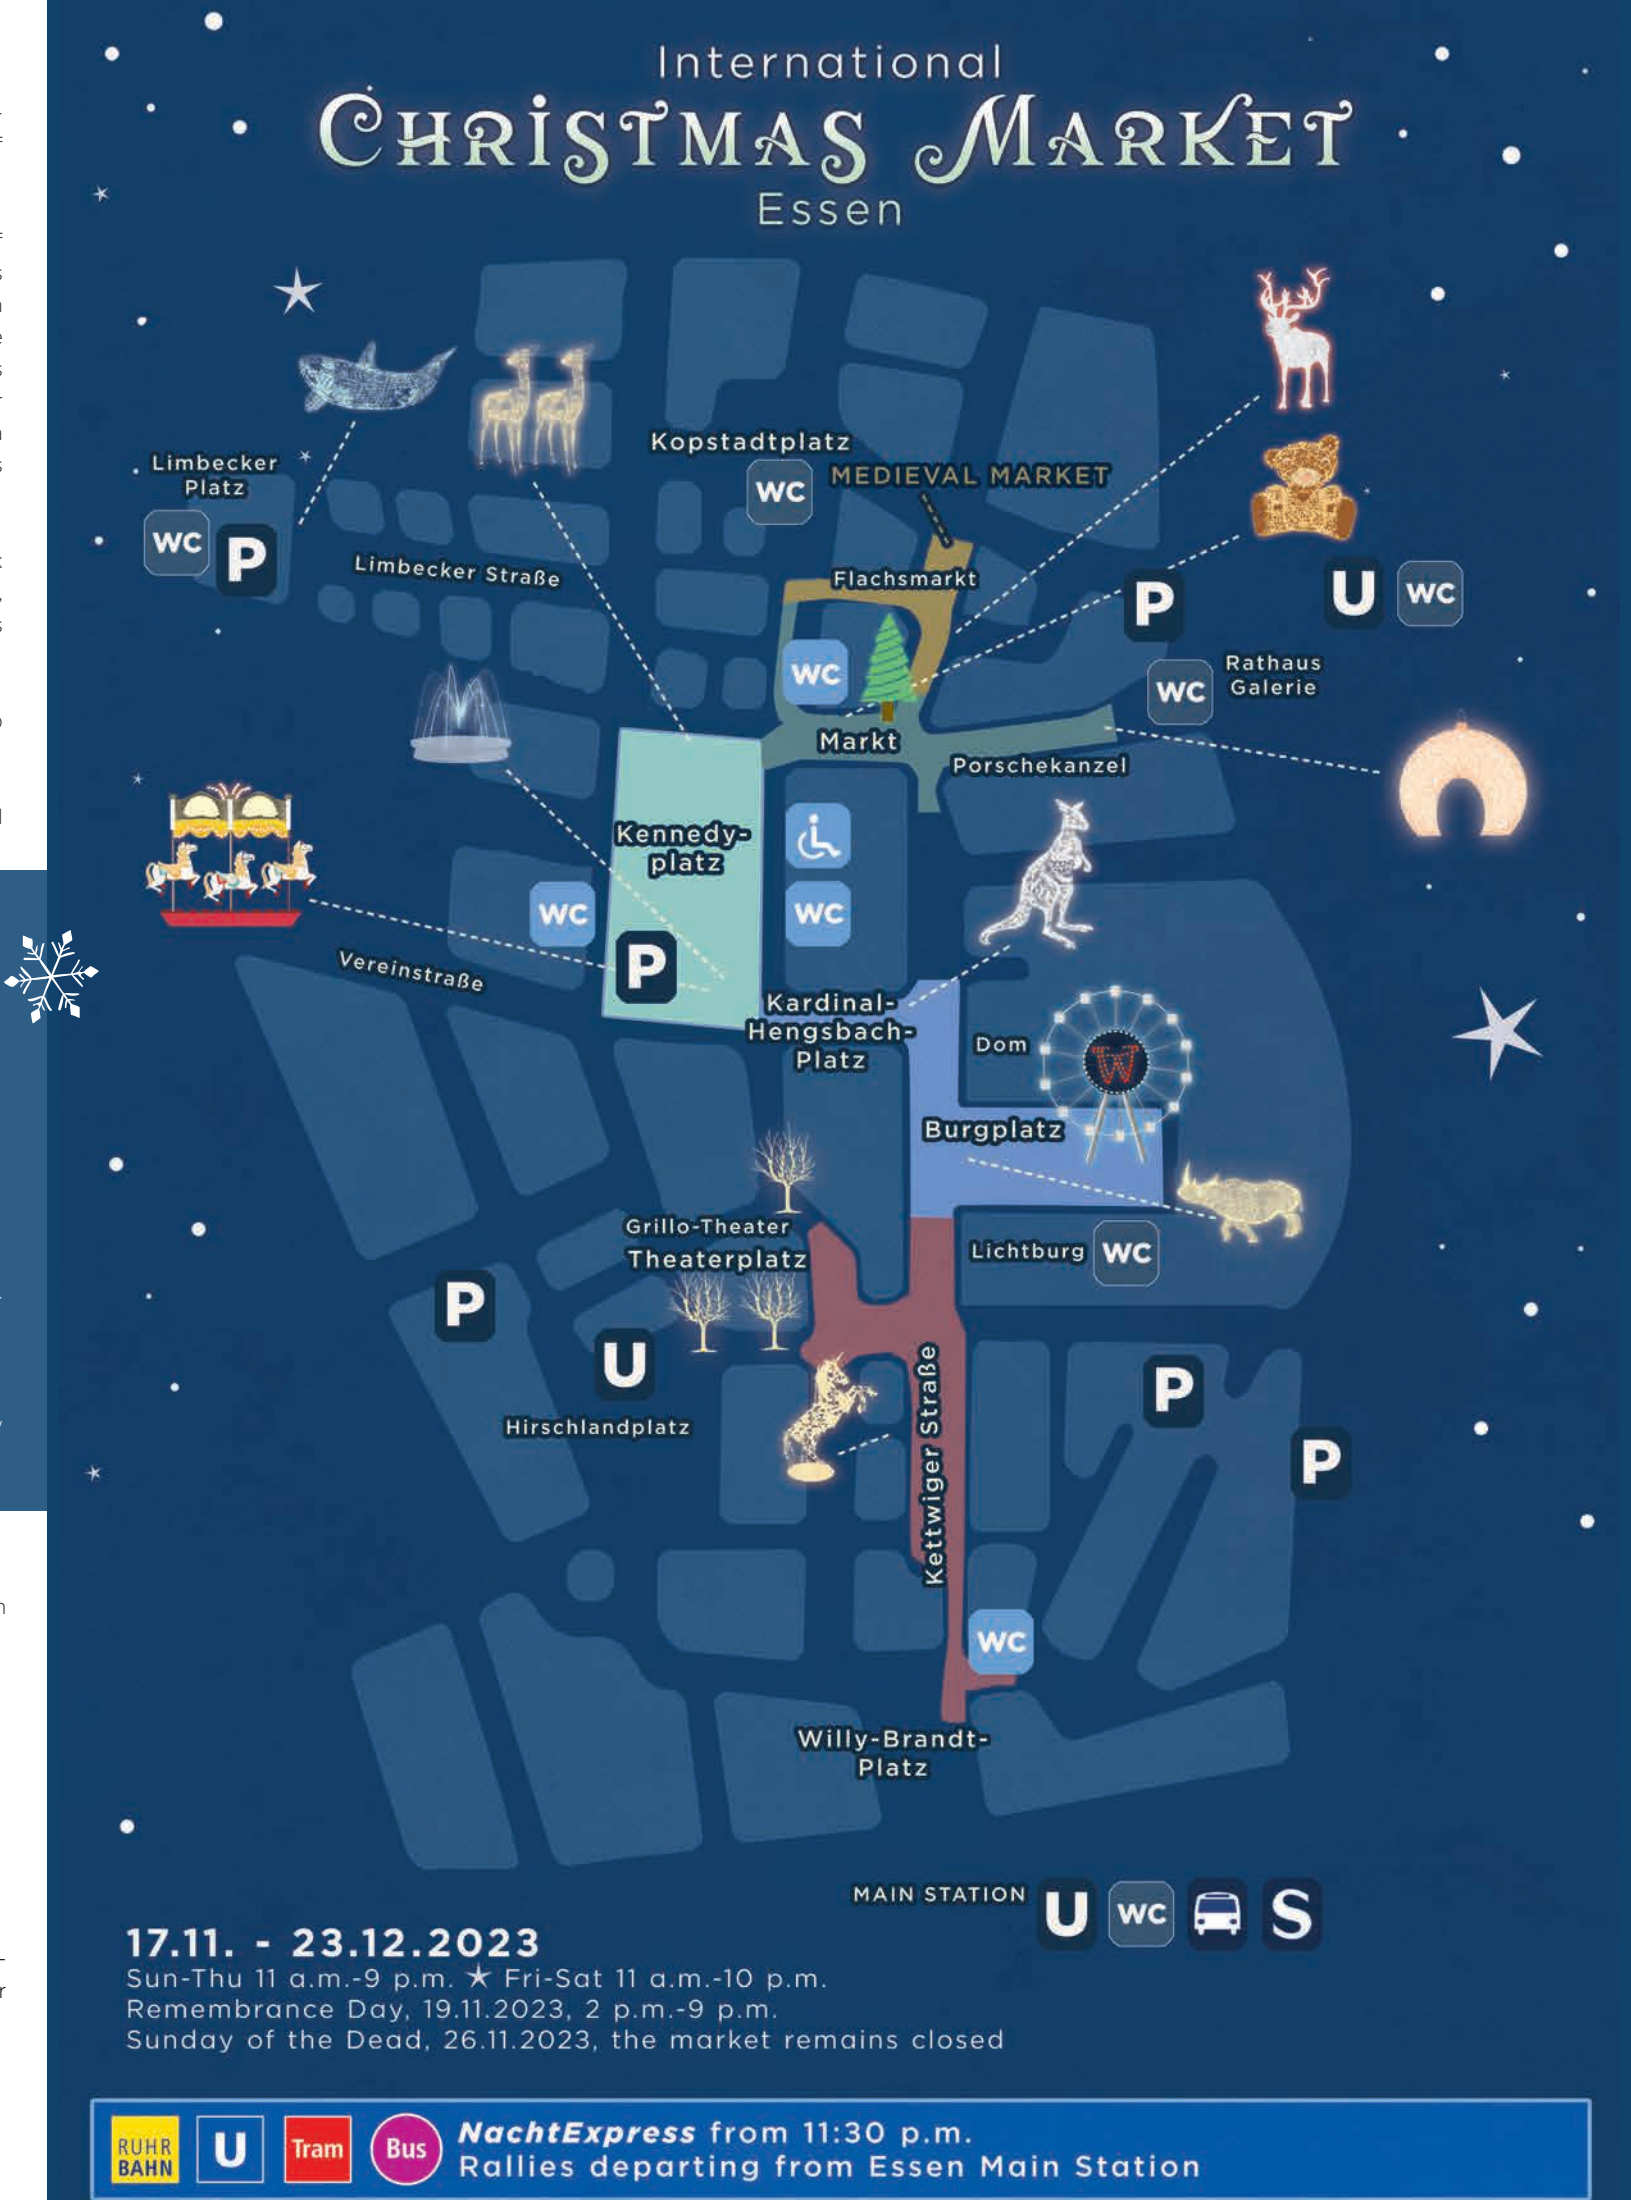 International
CHRISTMAS MARKET
Essen
Limbecker
Platz
WC
P
Kopstadtplatz
WC
MEDIEVAL MARKET
Limbecker Straße
Flachsmarkt
P
U
WC
WC
Rathaus
Galerie
WC
Markt
Porschekanzel
Kennedy-
platz
WC
WC
P
Vereinstraße
Kardinal-
Hengsbach-
Platz
Dom
W
Burgplatz
Grillo-Theater
Theaterplatz
Lichtburg
WC
P
U
Hirschlandplatz
Kettwiger Straße
P
P
WC
Willy-Brandt-
Platz
MAIN STATION
U
WC
S
17.11. - 23.12.2023
Sun-Thu 11 a.m.-9 p.m. ★ Fri-Sat 11 a.m.-10 p.m.
Remembrance Day, 19.11.2023, 2 p.m.-9 p.m.
Sunday of the Dead, 26.11.2023, the market remains closed
RUHR
BAHN
U
Tram
Bus
NachtExpress from 11:30 p.m.
Rallies departing from Essen Main Station